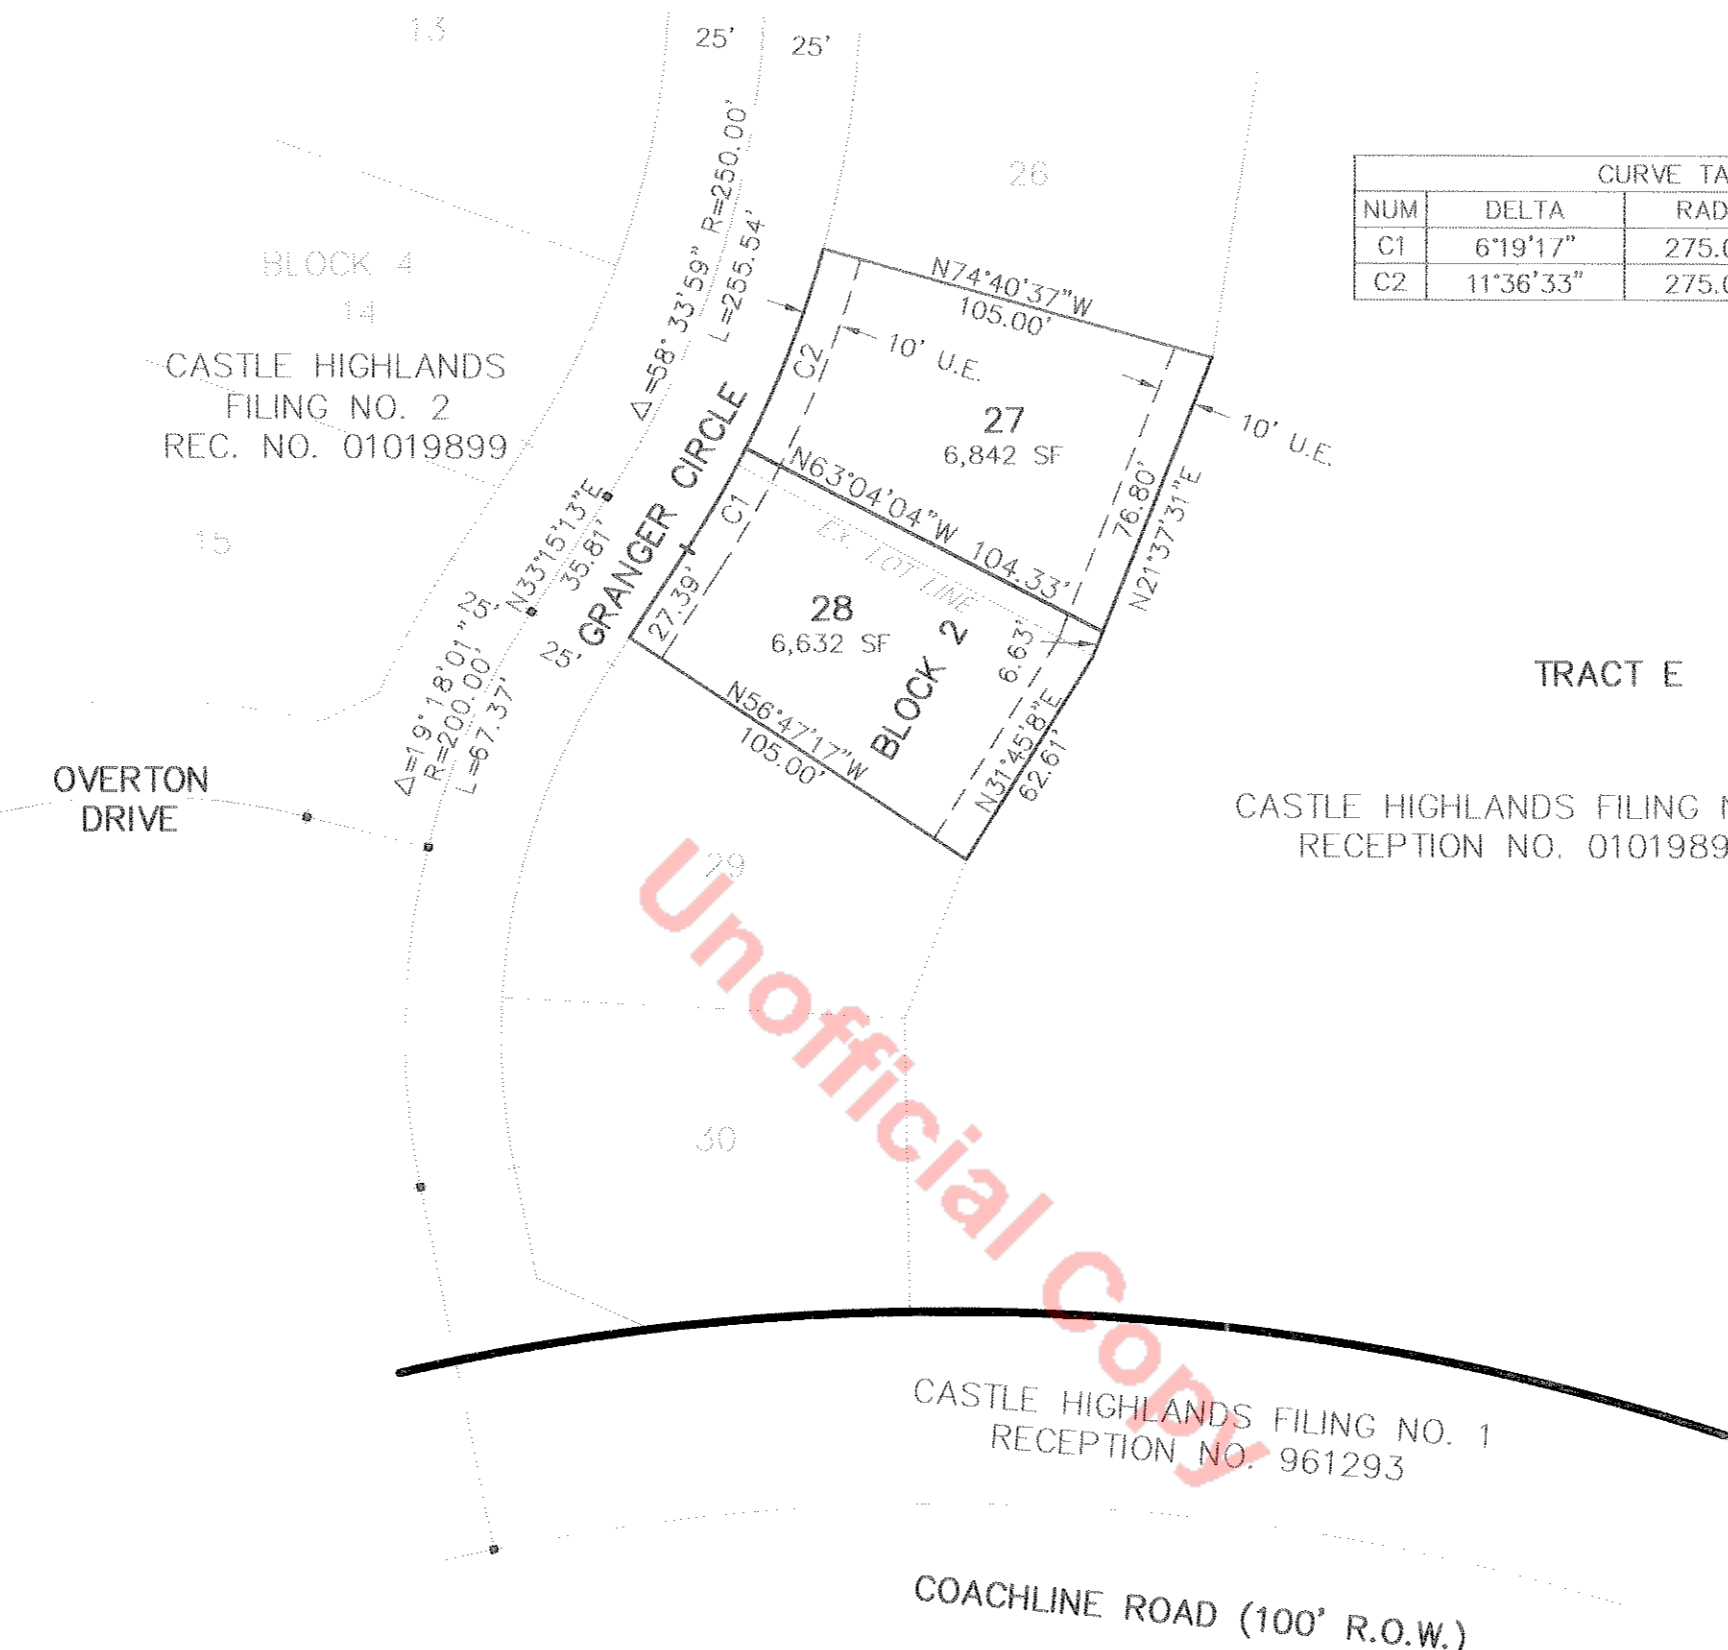 13
25'
25'
26
Δ=58°33'59" R=250.00'
L=255.54'
CURVE TA
NUM DELTA RAD
C1 6°19'17" 275.0
C2 11°36'33" 275.0
BLOCK 4
14
CASTLE HIGHLANDS
FILING NO. 2
REC. NO. 01019899
15
N74°40'37"W
105.00'
C2
10' U.E.
27
6,842 SF
10' U.E.
76.80'
N21°37'31"E
GRANGER CIRCLE
N63°04'04"W 104.33'
EX. LOT LINE
C1
N33°15'13"E
35.81'
25'
25'
27.39'
28
6,632 SF
BLOCK 2
6.63'
N31°45'8"E
62.61'
N56°47'17"W
105.00'
Δ=19°18'01"
R=200.00'
L=67.37'
TRACT E
OVERTON
DRIVE
CASTLE HIGHLANDS FILING N
RECEPTION NO. 0101989
29
30
Unofficial Copy
CASTLE HIGHLANDS FILING NO. 1
RECEPTION NO. 961293
COACHLINE ROAD (100' R.O.W.)